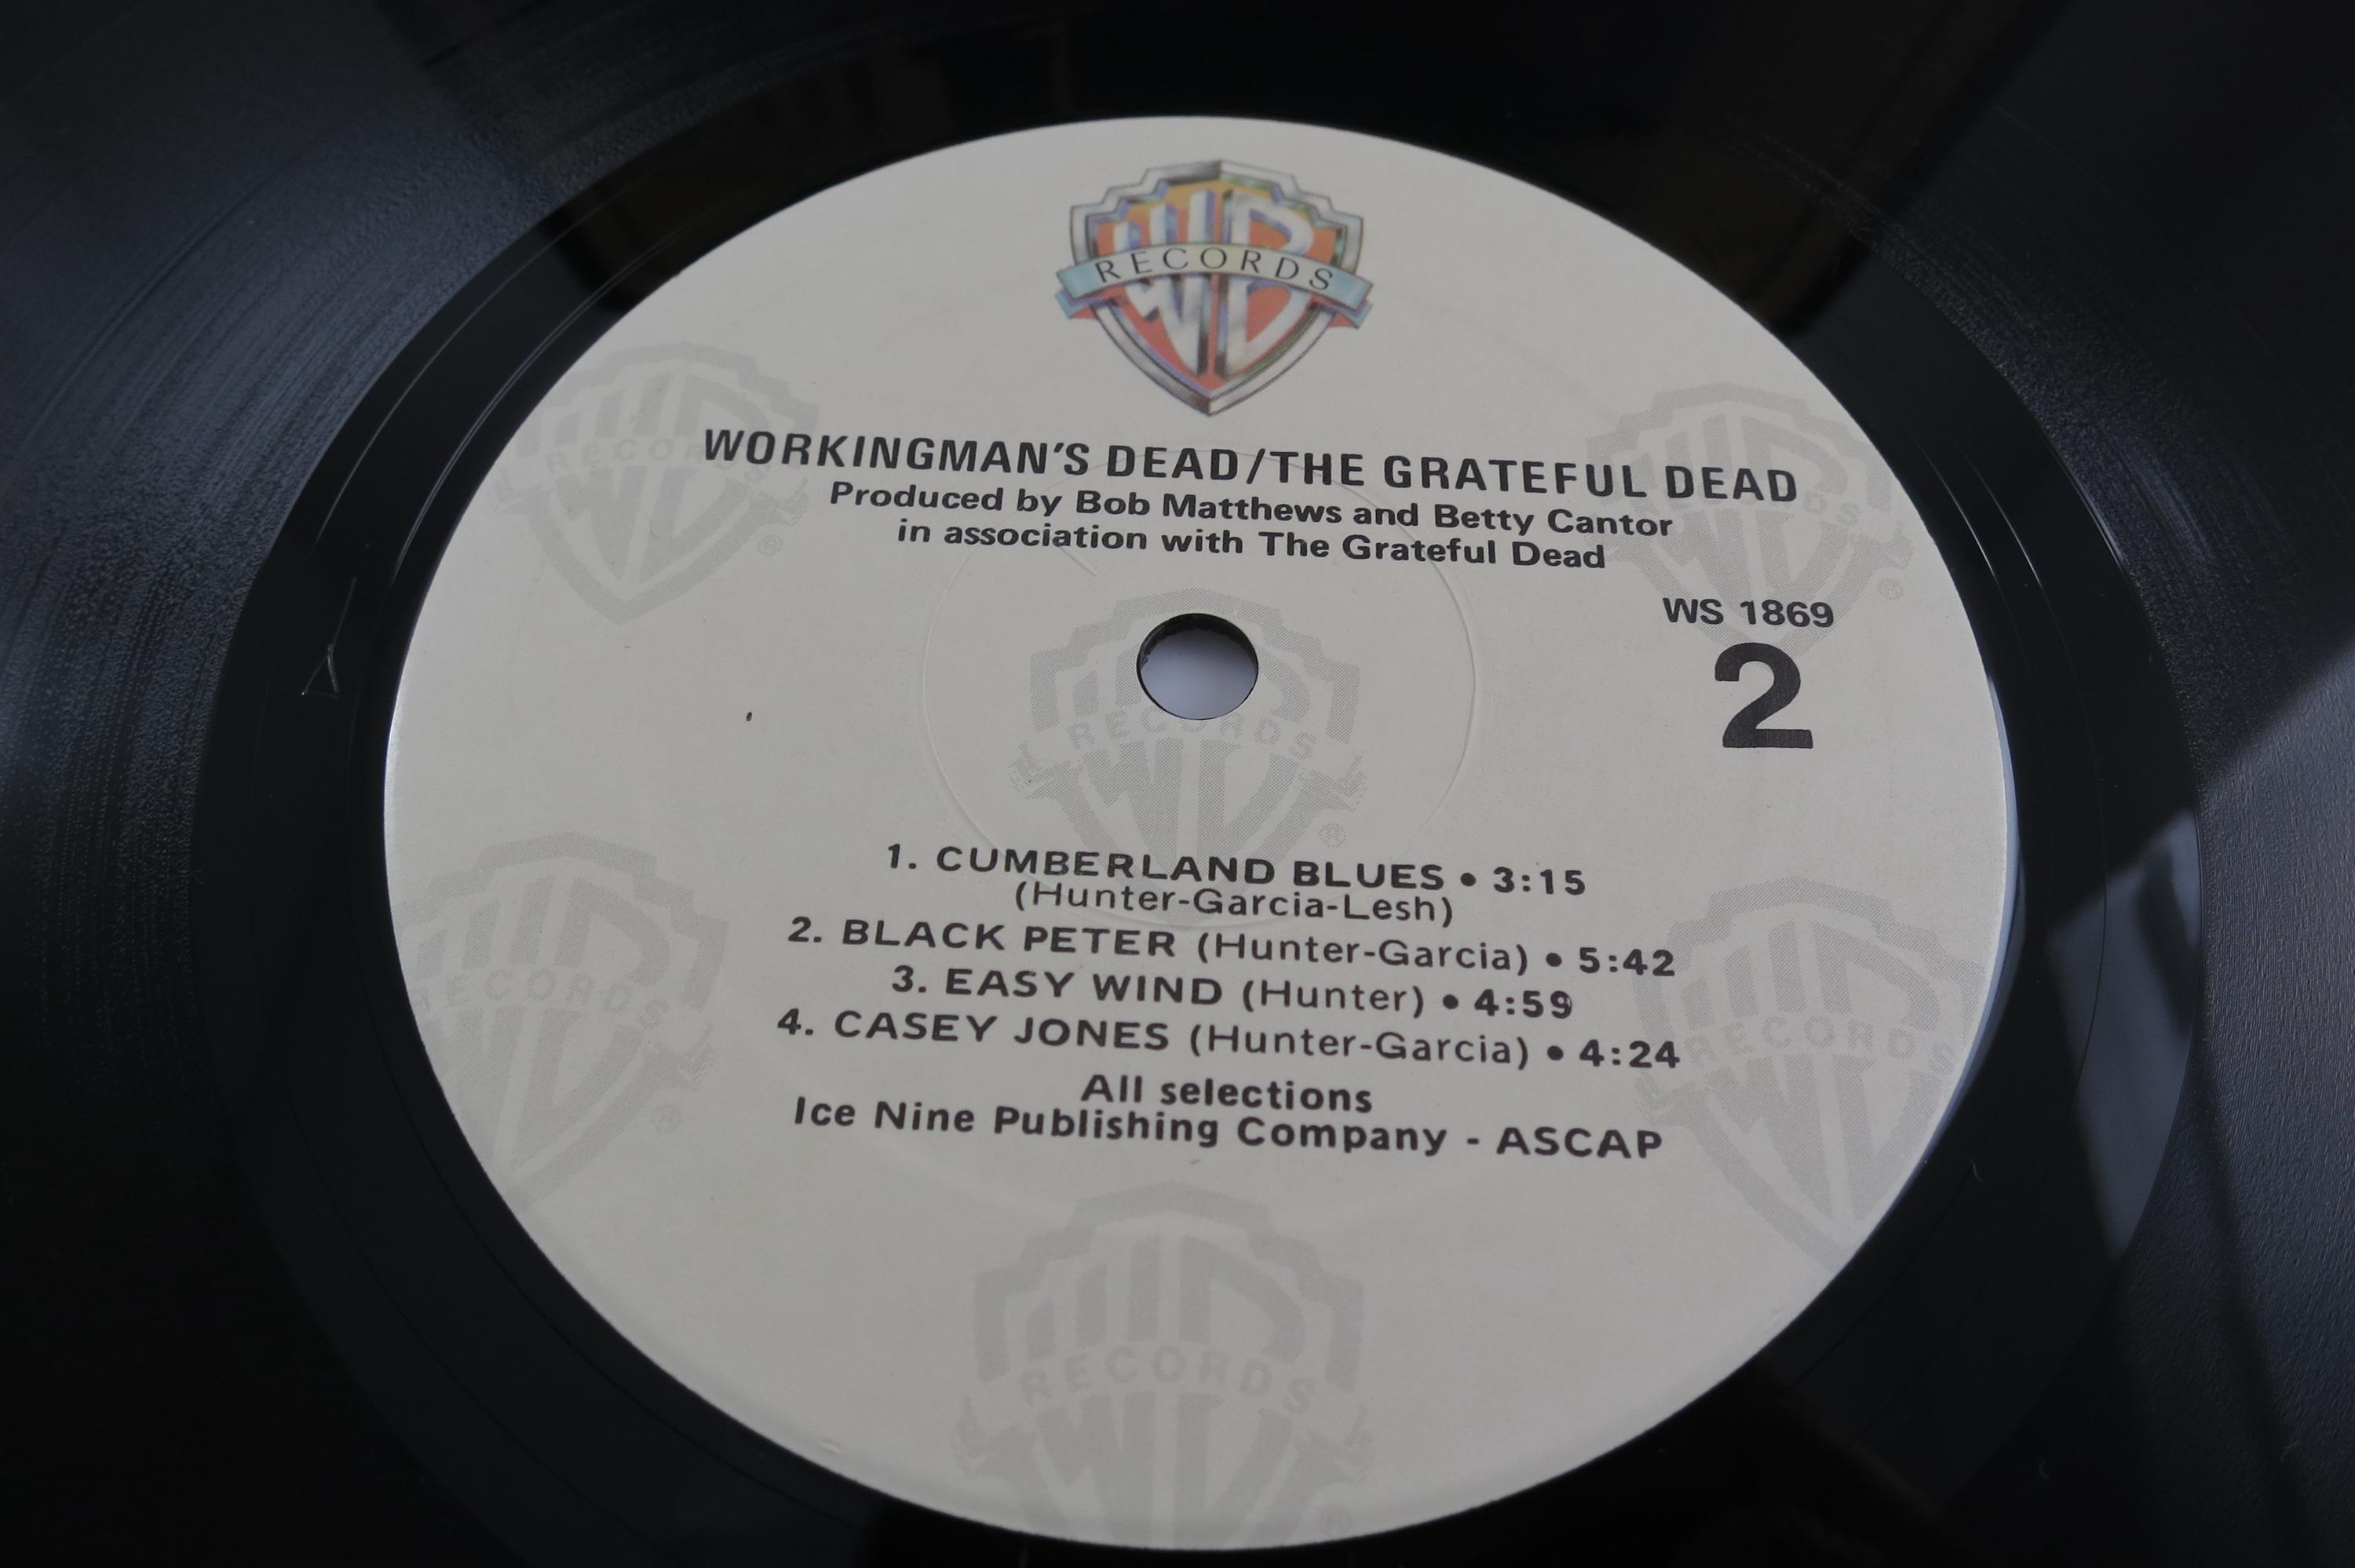 WB
RECORDS
WORKINGMAN'S DEAD/THE GRATEFUL DEAD
Produced by Bob Matthews and Betty Cantor
in association with The Grateful Dead
WS 1869
2
1. CUMBERLAND BLUES • 3:15
(Hunter-Garcia-Lesh)
2. BLACK PETER (Hunter-Garcia) • 5:42
3. EASY WIND (Hunter) • 4:59
4. CASEY JONES (Hunter-Garcia) • 4:24
All selections
Ice Nine Publishing Company - ASCAP